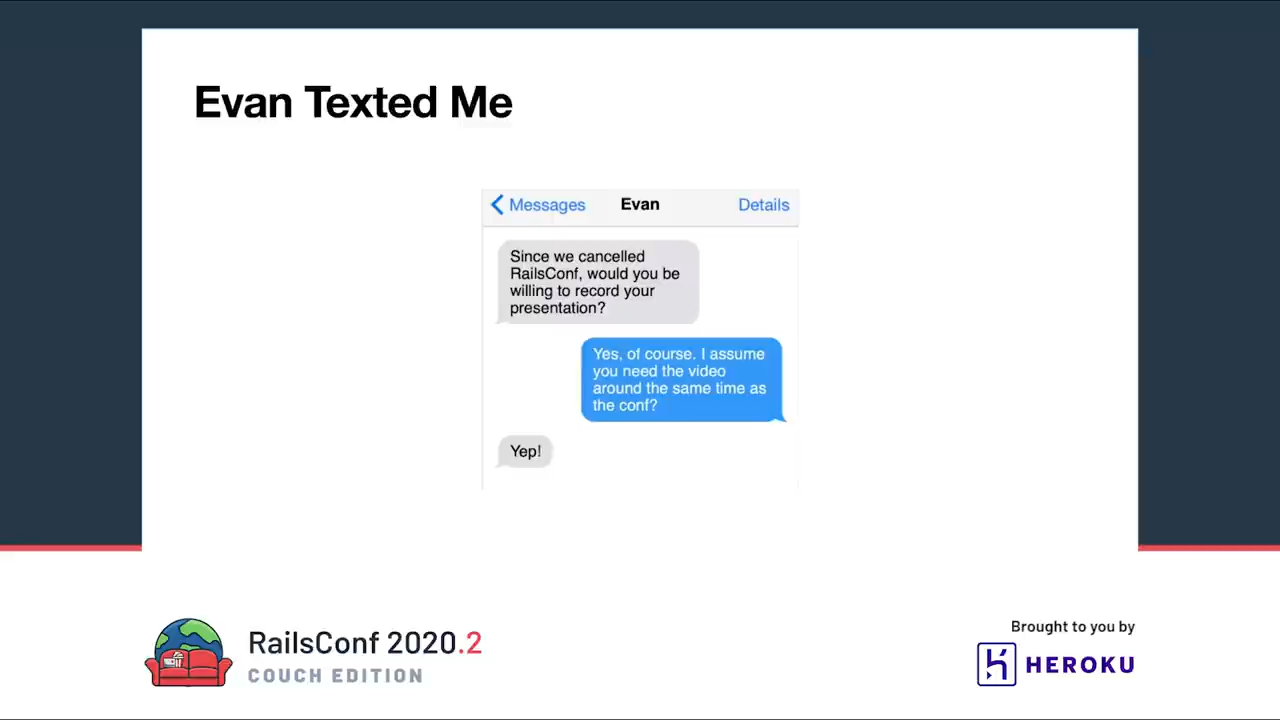 Evan Texted Me
Messages Evan Details
Since we cancelled
RailsConf, would you be
willing to record your
presentation?
Yes, of course. I assume
you need the video
around the same time as
the conf?
Yep!
RailsConf 2020.2
COUCH EDITION
Brought to you by
HEROKU